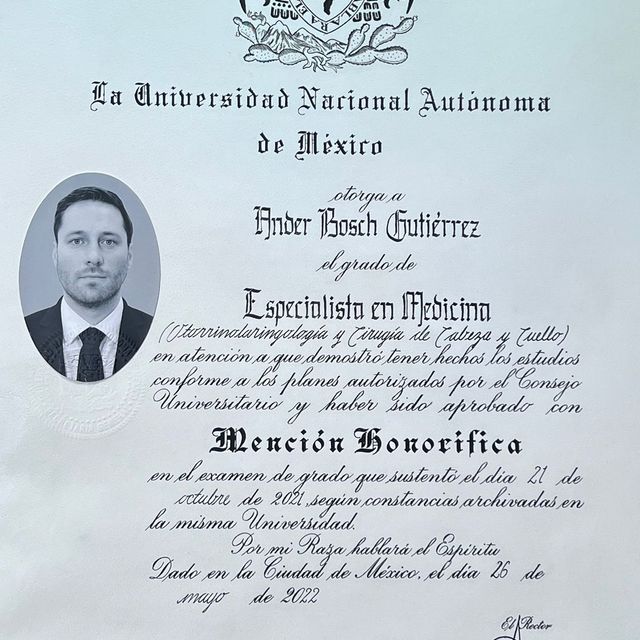 HABLARA EL
La Universidad Nacional Autónoma
de México
otorga a
Ander Bosch Gutiérrez
el grado de
Especialista en Medicina
(Otorrinolaringología y Cirugía de Cabeza y Cuello)
en atención a que demostró tener hechos los estudios
conforme a los planes autorizados por el Consejo
Universitario y haber sido aprobado con
Mención Honorífica
en el examen de grado que sustentó el día 21 de
octubre de 2021, según constancias archivadas en
la misma Universidad.
Por mi Raza hablará el Espíritu
Dado en la Ciudad de México, el día 26 de
mayo de 2022
El Rector